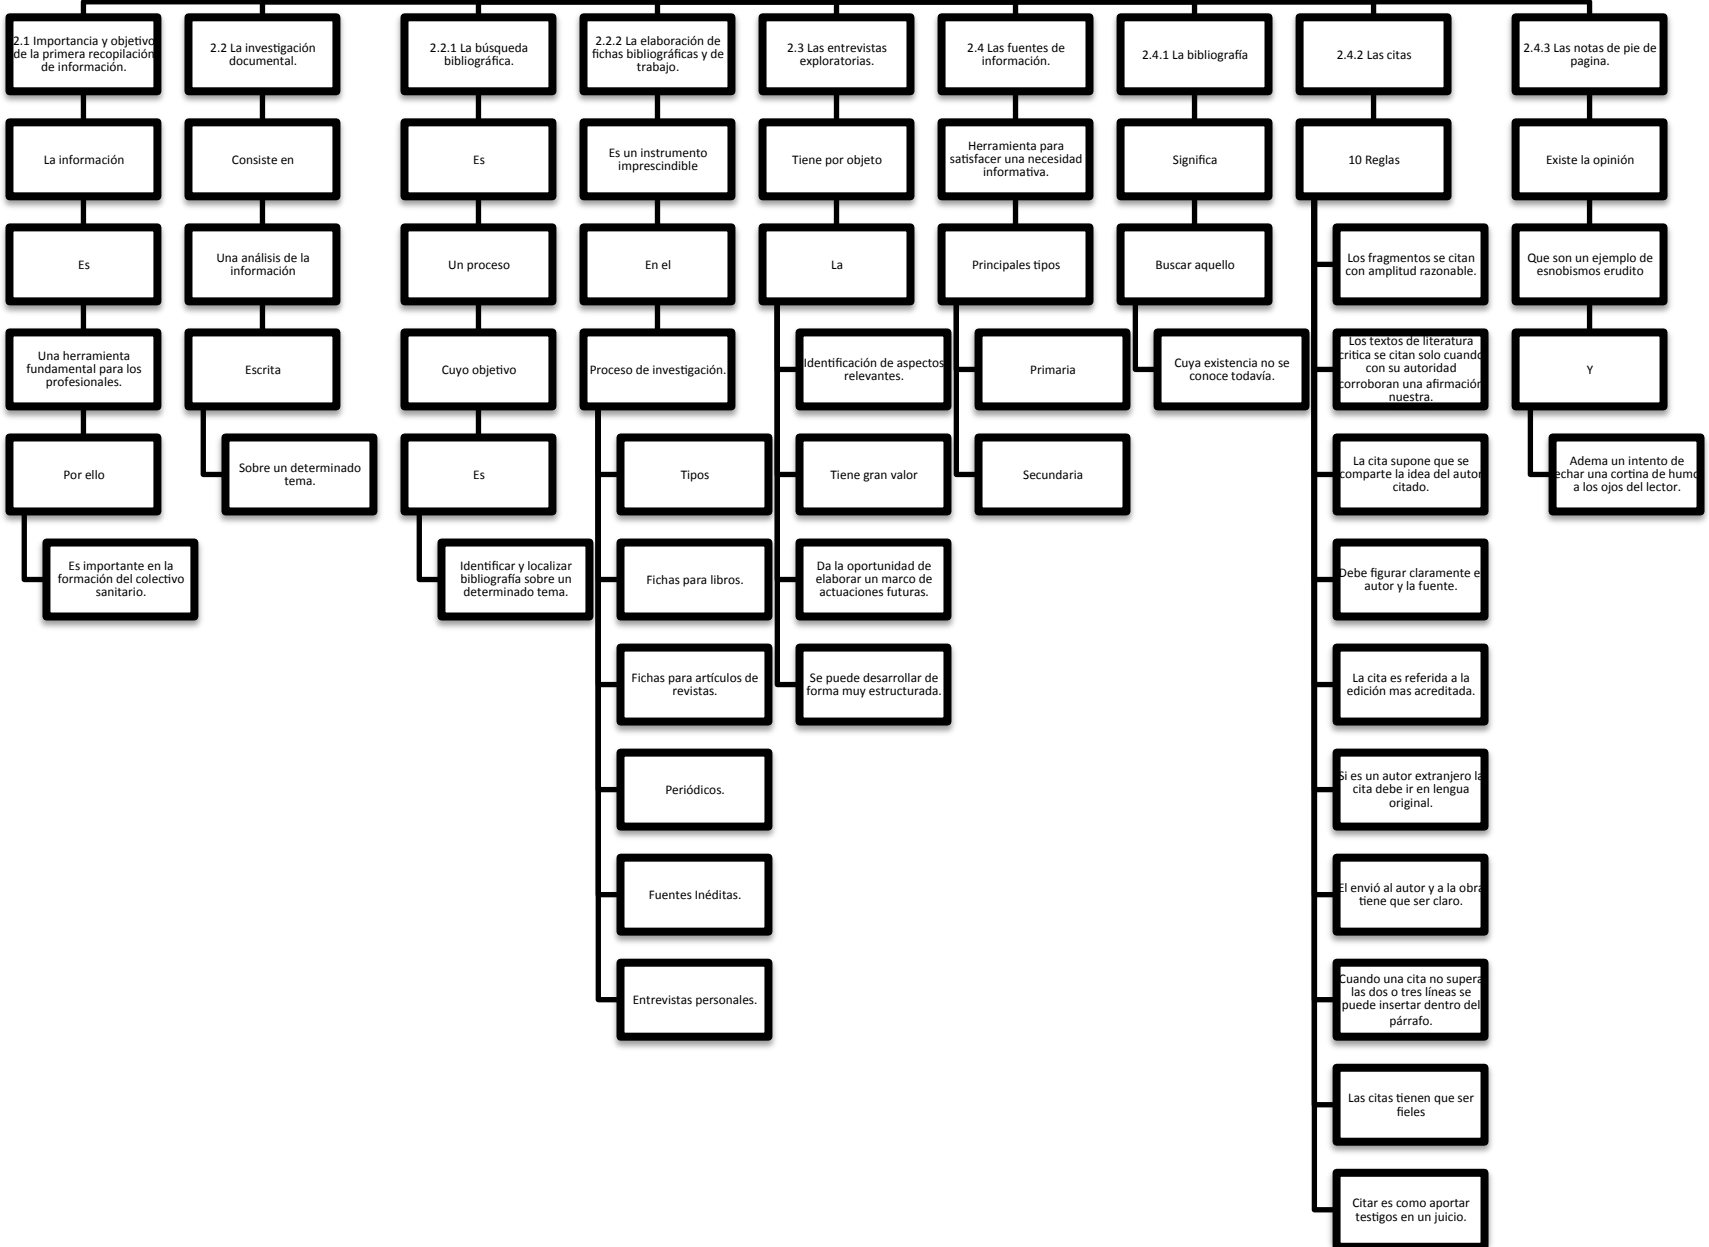 2.1 Importancia y objetivo
de la primera recopilación
de información.
La información
Es
Una herramienta
fundamental para los
profesionales.
Por ello
Es importante en la
formación del colectivo
sanitario.
2.2 La investigación
documental.
Consiste en
Una análisis de la
información
Escrita
Sobre un determinado
tema.
2.2.1 La búsqueda
bibliográfica.
Es
Un proceso
Cuyo objetivo
Es
Identificar y localizar
bibliografía sobre un
determinado tema.
2.2.2 La elaboración de
fichas bibliográficas y de
trabajo.
Es un instrumento
imprescindible
En el
Proceso de investigación.
Tipos
Fichas para libros.
Fichas para artículos de
revistas.
Periódicos.
Fuentes Inéditas.
Entrevistas personales.
2.3 Las entrevistas
exploratorias.
Tiene por objeto
La
Identificación de aspectos
relevantes.
Tiene gran valor
Da la oportunidad de
elaborar un marco de
actuaciones futuras.
Se puede desarrollar de
forma muy estructurada.
2.4 Las fuentes de
información.
Herramienta para
satisfacer una necesidad
informativa.
Principales tipos
Primaria
Secundaria
2.4.1 La bibliografía
Significa
Buscar aquello
Cuya existencia no se
conoce todavía.
2.4.2 Las citas
10 Reglas
Los fragmentos se citan
con amplitud razonable.
Los textos de literatura
critica se citan solo cuando
con su autoridad
corroboran una afirmación
nuestra.
La cita supone que se
comparte la idea del autor
citado.
Debe figurar claramente el
autor y la fuente.
La cita es referida a la
edición mas acreditada.
Si es un autor extranjero la
cita debe ir en lengua
original.
El envió al autor y a la obra
tiene que ser claro.
Cuando una cita no supera
las dos o tres líneas se
puede insertar dentro del
párrafo.
Las citas tienen que ser
fieles
Citar es como aportar
testigos en un juicio.
2.4.3 Las notas de pie de
pagina.
Existe la opinión
Que son un ejemplo de
esnobismos erudito
Y
Adema un intento de
echar una cortina de humo
a los ojos del lector.